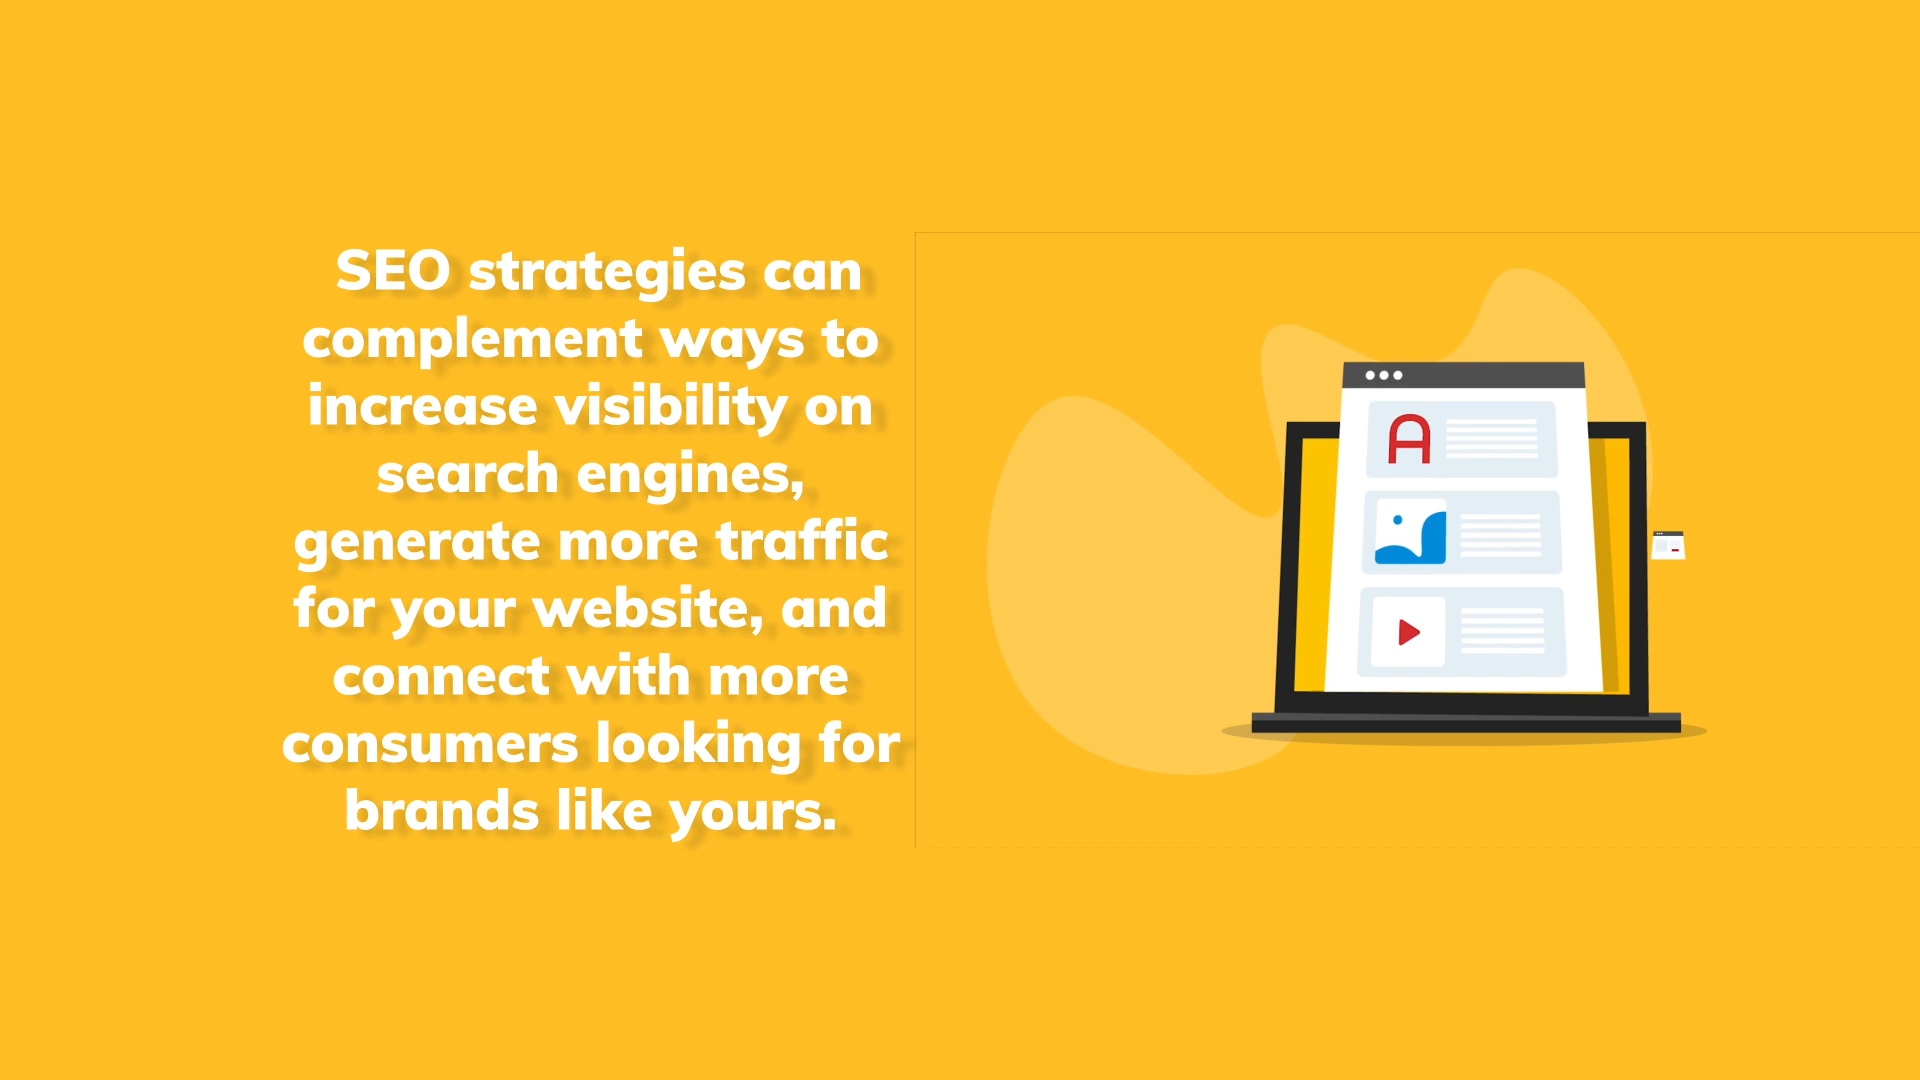 SEO strategies can
complement ways to
increase visibility on
search engines,
generate more traffic
for your website, and
connect with more
consumers looking for
brands like yours.
A